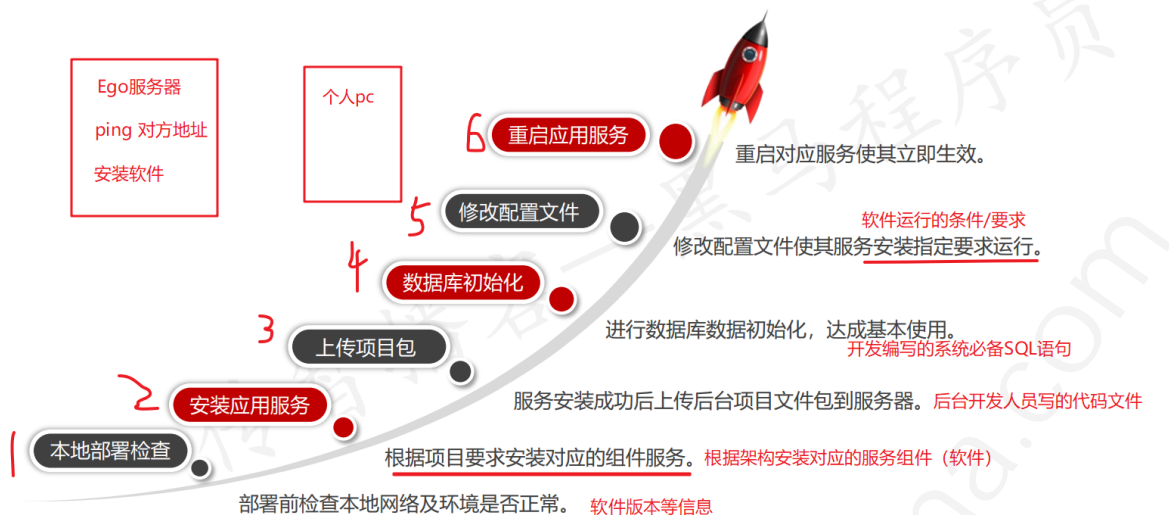 Ego服务器
ping 对方地址
安装软件
个人pc
6 重启应用服务
重启对应服务使其立即生效。
5 修改配置文件
软件运行的条件/要求
修改配置文件使其服务安装指定要求运行。
4 数据库初始化
进行数据库数据初始化，达成基本使用。
开发编写的系统必备SQL语句
3 上传项目包
服务安装成功后上传后台项目文件包到服务器。 后台开发人员写的代码文件
2 安装应用服务
根据项目要求安装对应的组件服务。 根据架构安装对应的服务组件（软件）
1 本地部署检查
部署前检查本地网络及环境是否正常。 软件版本等信息